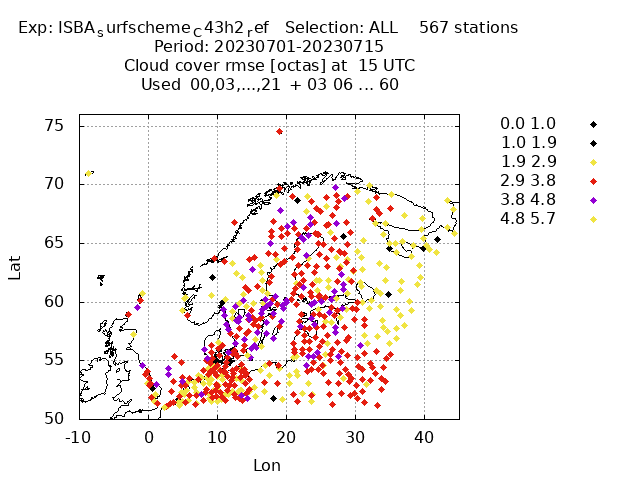 Exp: ISBAsurfschemeC43h2ref   Selection: ALL    567 stations
Period: 20230701-20230715
Cloud cover rmse [octas] at  15 UTC
Used  00,03,...,21  + 03 06 ... 60
0.0 1.0
1.0 1.9
1.9 2.9
2.9 3.8
3.8 4.8
4.8 5.7
75
70
65
60
55
50
Lat
-10 0 10 20 30 40
Lon